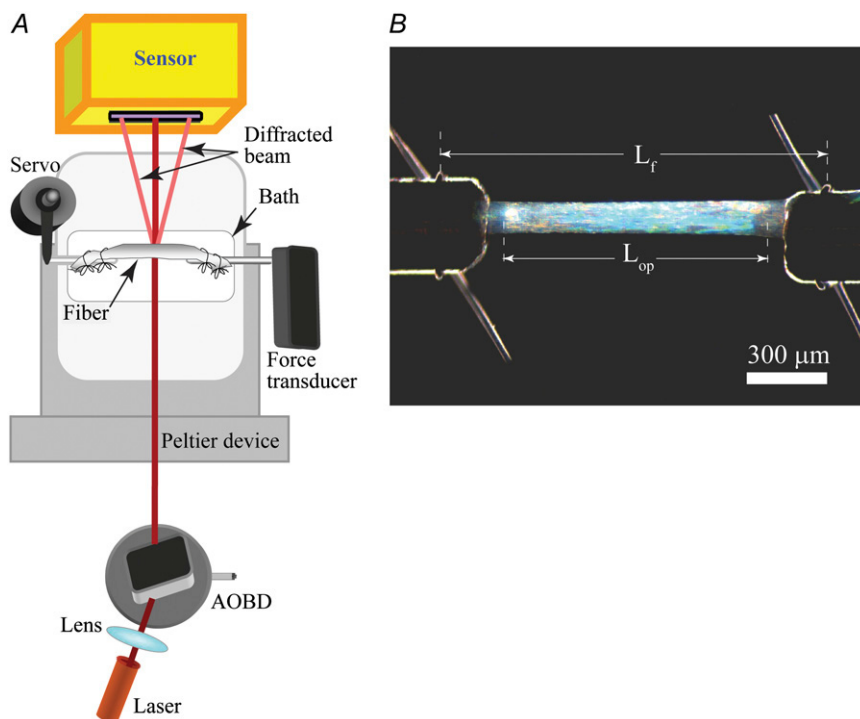 A
Sensor
Diffracted
beam
Servo
Bath
Fiber
Force
transducer
Peltier device
AOBD
Lens
Laser
B
Lf
Lop
300 μm